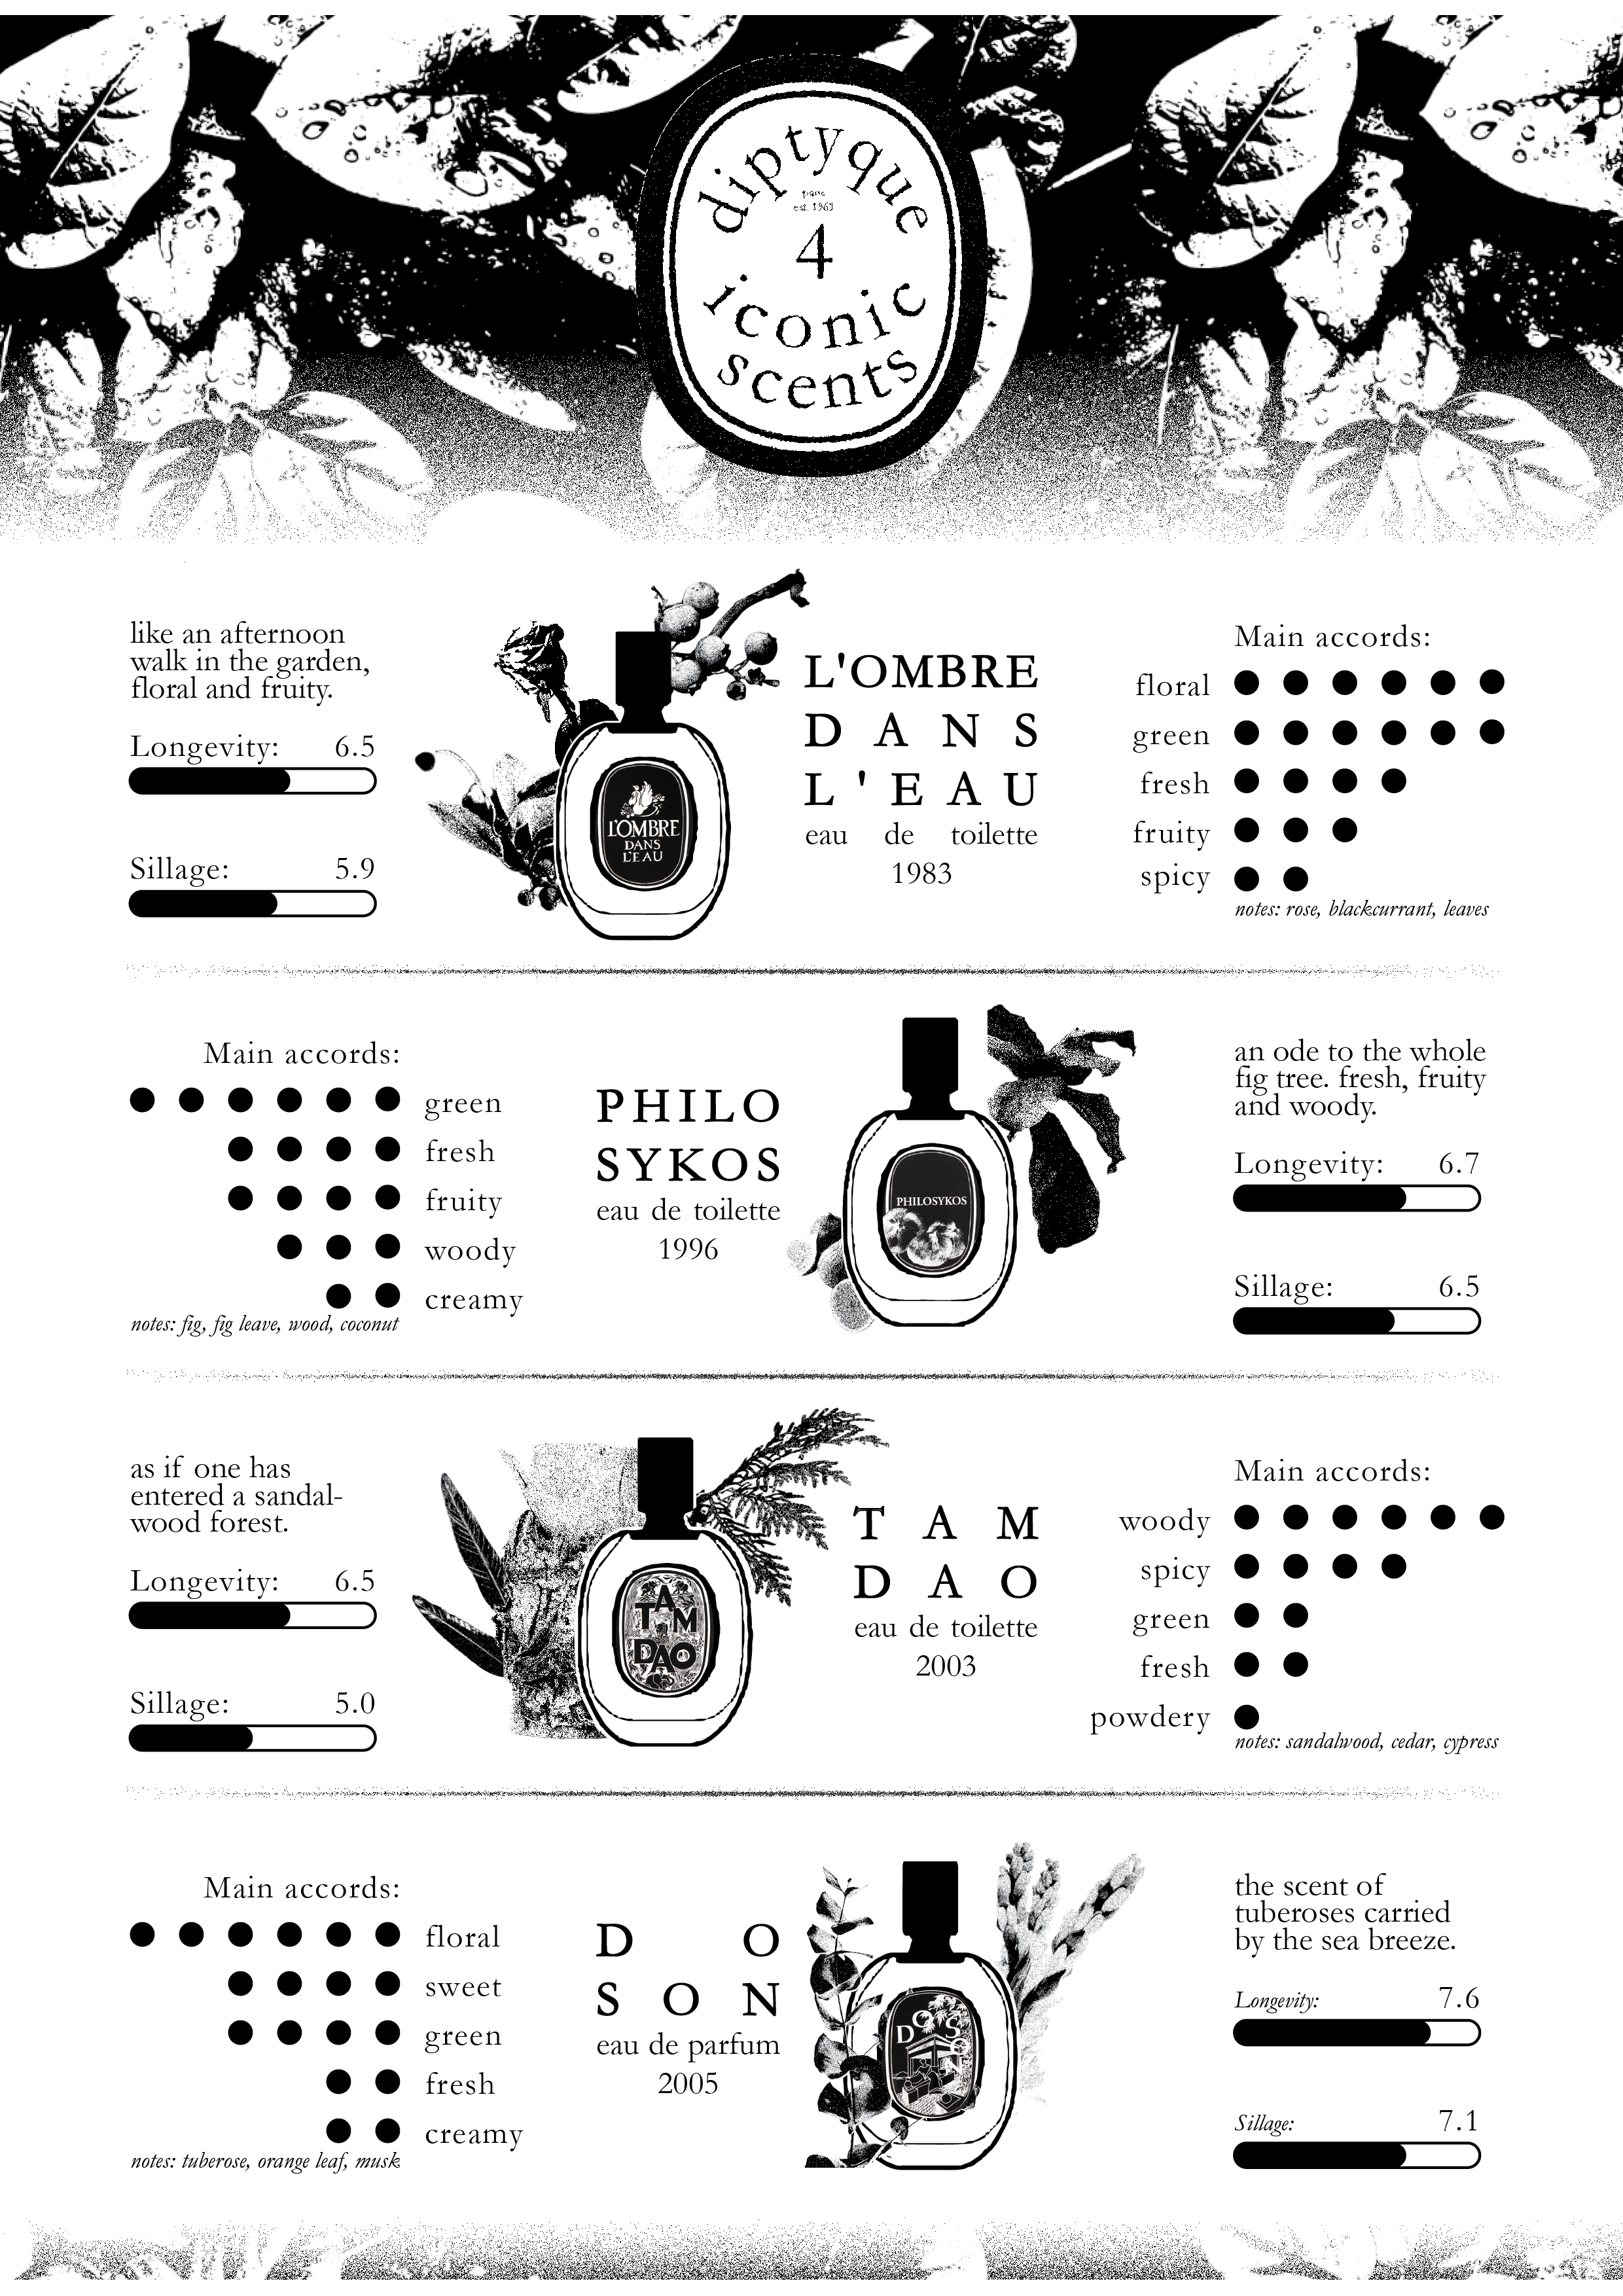 diptyque
paris
est. 1961
4
iconic
scents
like an afternoon
walk in the garden,
floral and fruity.
Longevity: 6.5
Sillage: 5.9
L'OMBRE
DANS
L'EAU
L'OMBRE
DANS
L'EAU
eau de toilette
1983
Main accords:
floral
green
fresh
fruity
spicy
notes: rose, blackcurrant, leaves
Main accords:
green
fresh
fruity
woody
creamy
notes: fig, fig leave, wood, coconut
PHILO
SYKOS
eau de toilette
1996
PHILOSYKOS
an ode to the whole
fig tree. fresh, fruity
and woody.
Longevity: 6.7
Sillage: 6.5
as if one has
entered a sandal-
wood forest.
Longevity: 6.5
Sillage: 5.0
TAM
DAO
TAM
DAO
eau de toilette
2003
Main accords:
woody
spicy
green
fresh
powdery
notes: sandalwood, cedar, cypress
Main accords:
floral
sweet
green
fresh
creamy
notes: tuberose, orange leaf, musk
DO
SON
eau de parfum
2005
DO SON
the scent of
tuberoses carried
by the sea breeze.
Longevity: 7.6
Sillage: 7.1